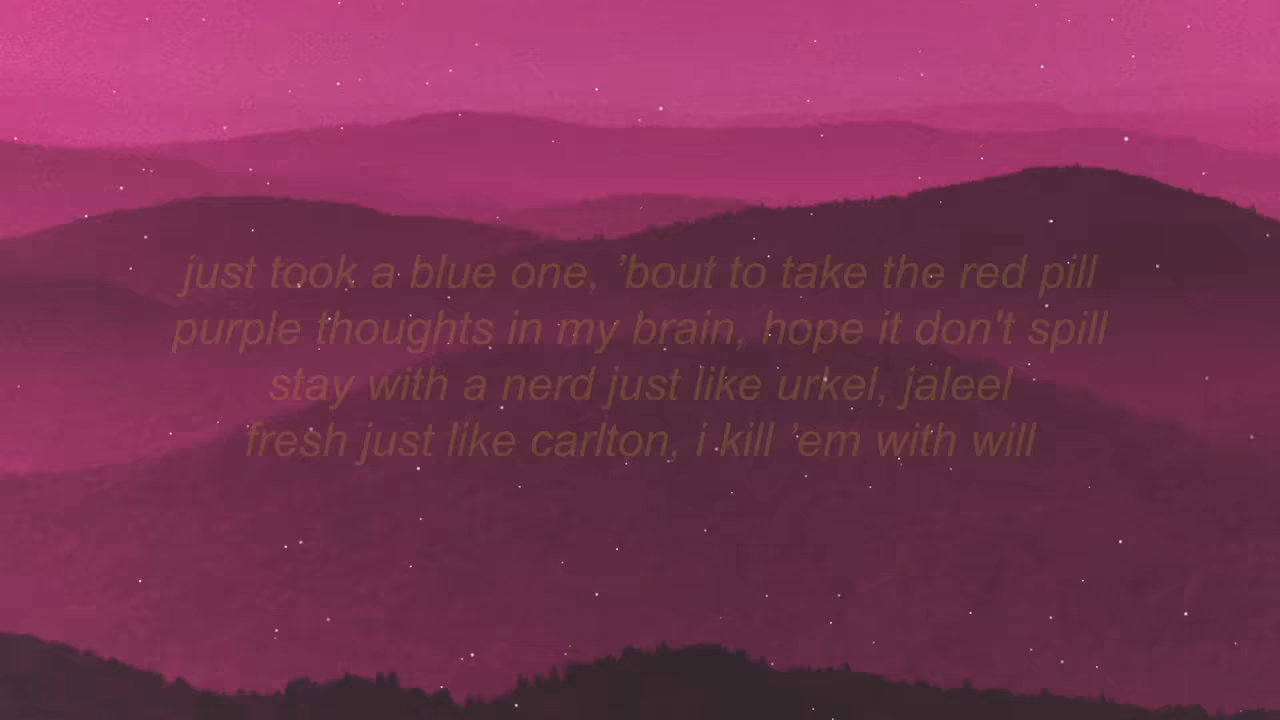 just took a blue one, ’bout to take the red pill
purple thoughts in my brain, hope it don't spill
stay with a nerd just like urkel, jaleel
fresh just like carlton, i kill ’em with will